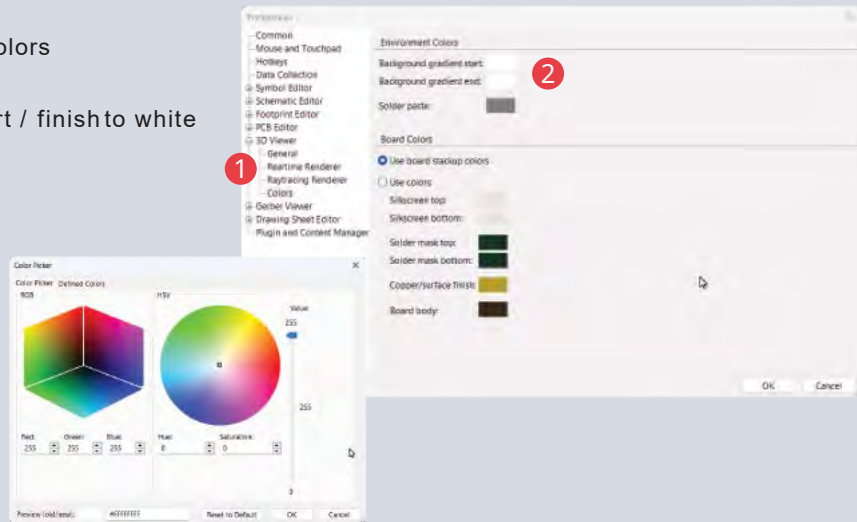 olors
rt / finish to white
Preferences
Common
Mouse and Touchpad
Hotkeys
Data Collection
Symbol Editor
Schematic Editor
Footprint Editor
PCB Editor
3D Viewer
General
Realtime Renderer
Raytracing Renderer
Colors
Gerber Viewer
Drawing Sheet Editor
Plugin and Content Manager
1
Environment Colors
Background gradient start:
Background gradient end:
2
Solder paste:
Board Colors
Use board stackup colors
Use colors:
Silkscreen top:
Silkscreen bottom:
Solder mask top:
Solder mask bottom:
Copper/surface finish:
Board body:
OK Cancel
Color Picker
Color Picker Defined Colors
RGB HSV
Value:
255
255
0
Red: Green: Blue: Hue: Saturation:
255 255 255 0 0
Preview (old/new): #FFFFFFFF Reset to Default OK Cancel